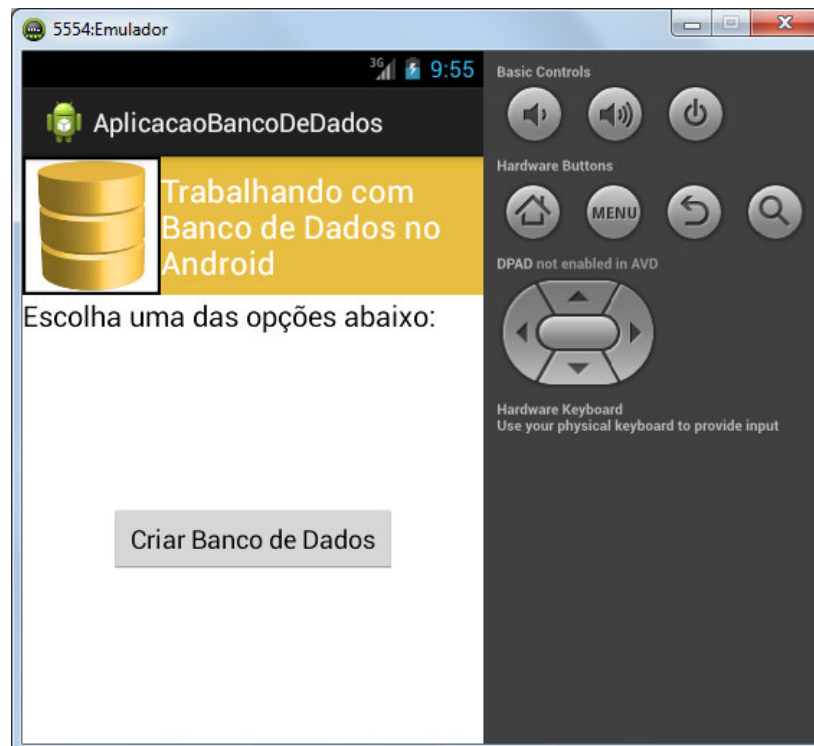 5554:Emulador
3G 9:55
AplicacaoBancoDeDados
Trabalhando com
Banco de Dados no
Android
Escolha uma das opções abaixo:
Criar Banco de Dados
Basic Controls
Hardware Buttons
MENU
DPAD not enabled in AVD
Hardware Keyboard
Use your physical keyboard to provide input